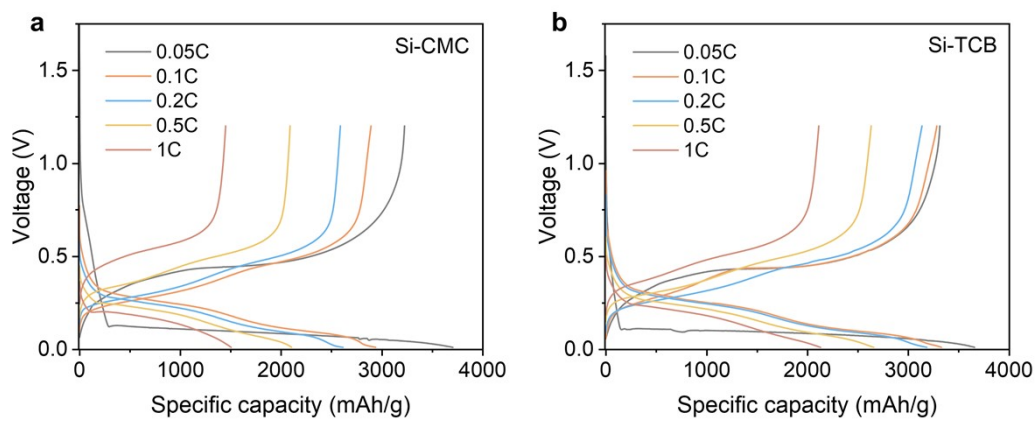 a
Si-CMC
0.05C
0.1C
0.2C
0.5C
1C
1.5
1.0
0.5
0.0
Voltage (V)
0 1000 2000 3000 4000
Specific capacity (mAh/g)
b
Si-TCB
0.05C
0.1C
0.2C
0.5C
1C
1.5
1.0
0.5
0.0
Voltage (V)
0 1000 2000 3000 4000
Specific capacity (mAh/g)